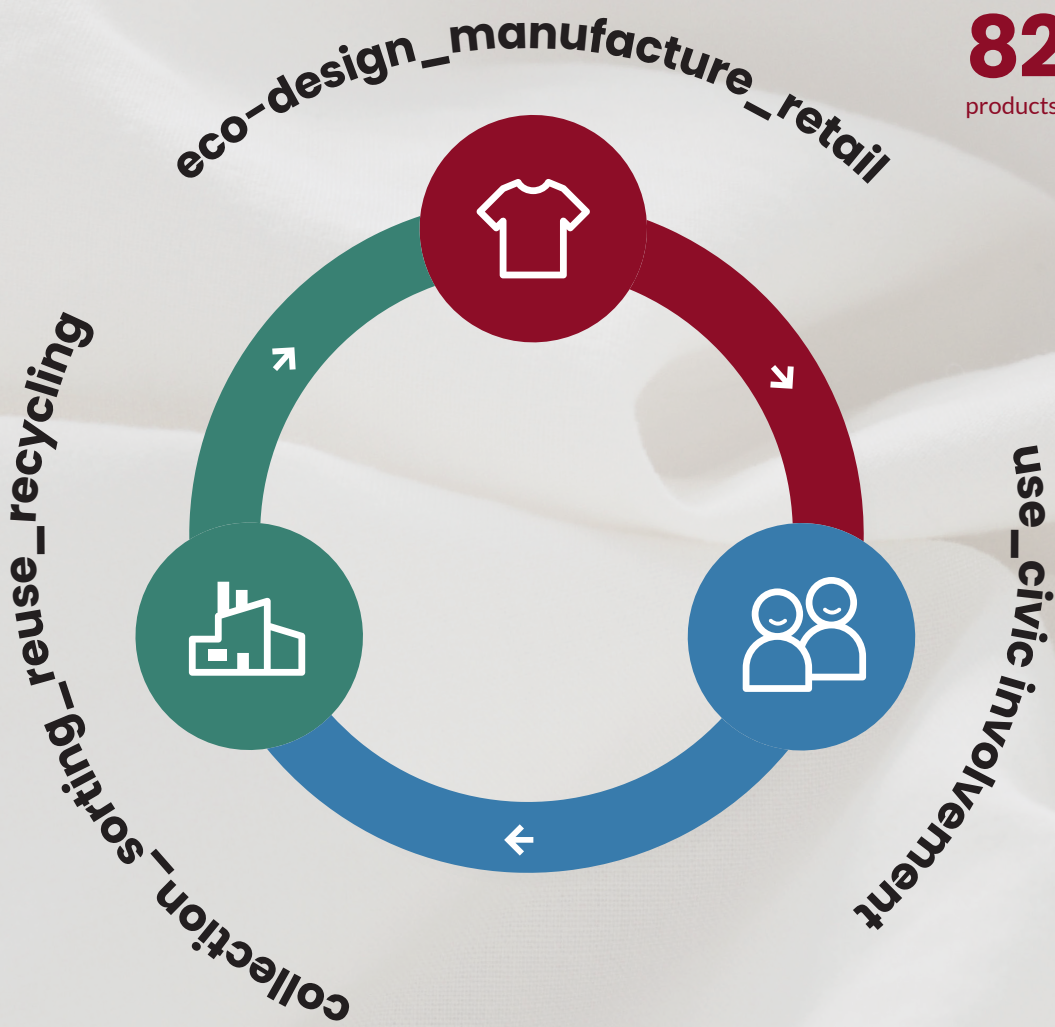 eco-design_manufacture_retail
82
products
use_civic involvement
collection_sorting_reuse_recycling